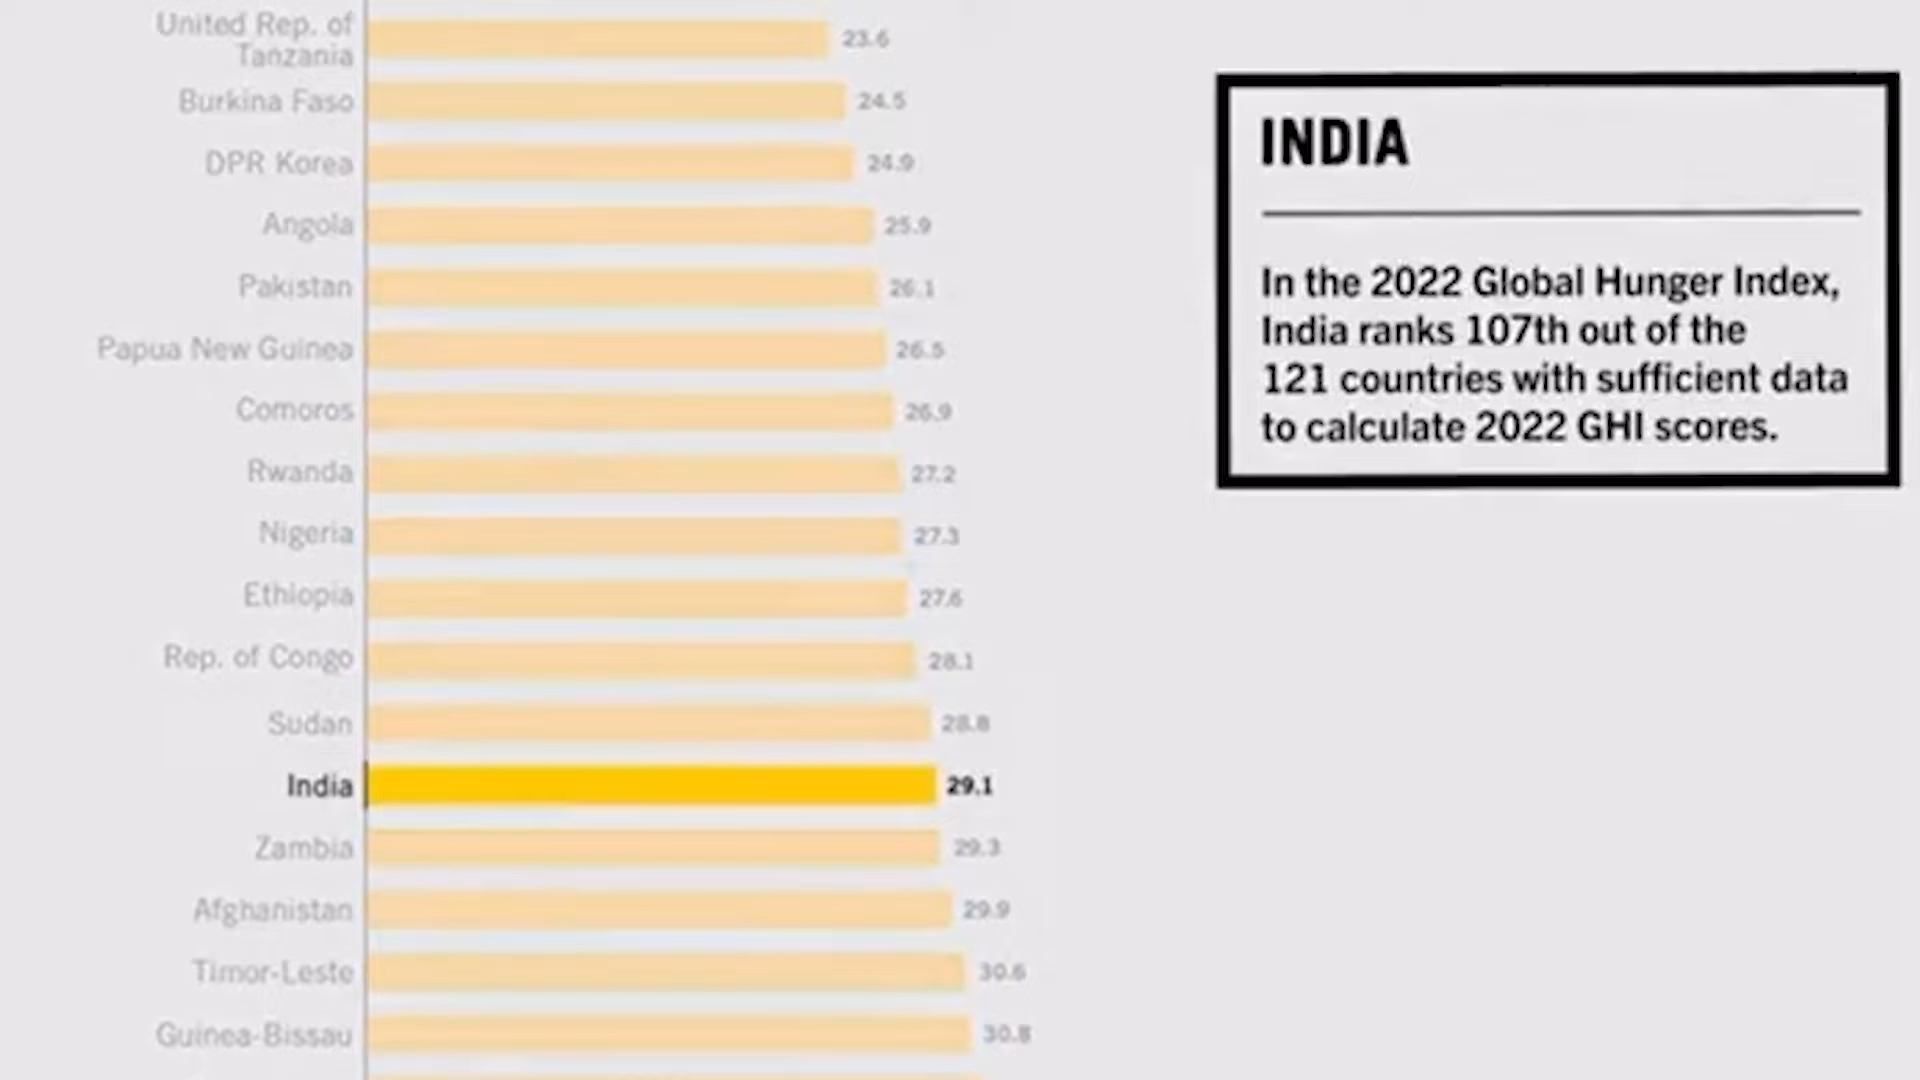 United Rep. of
Tanzania
23.6
Burkina Faso
24.5
DPR Korea
24.9
Angola
25.9
Pakistan
26.1
Papua New Guinea
26.5
Comoros
26.9
Rwanda
27.2
Nigeria
27.3
Ethiopia
27.6
Rep. of Congo
28.1
Sudan
28.8
India
29.1
Zambia
29.3
Afghanistan
29.9
Timor-Leste
30.6
Guinea-Bissau
30.8
INDIA
In the 2022 Global Hunger Index,
India ranks 107th out of the
121 countries with sufficient data
to calculate 2022 GHI scores.